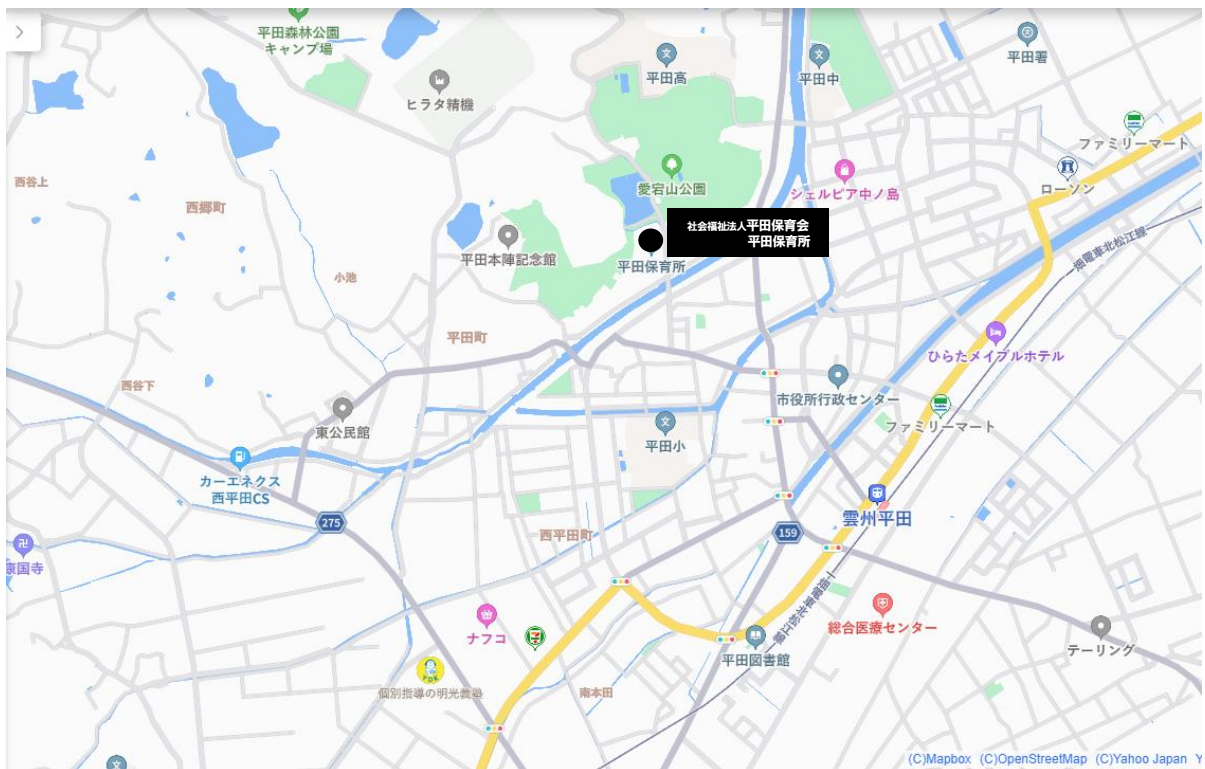 平田森林公園
キャンプ場
平田高
平田中
平田署
ヒラタ精機
ファミリーマート
ローソン
西谷上
愛宕山公園
シェルピア中ノ島
西郷町
社会福祉法人平田保育会
平田保育所
畑電車北松江線
平田本陣記念館
平田保育所
小池
平田町
ひらたメイプルホテル
西谷下
市役所行政センター
東公民館
平田小
ファミリーマート
カーエネクス
西平田CS
275
雲州平田
159
西平田町
康国寺
一畑電車北松江線
ナフコ
総合医療センター
テーリング
平田図書館
個別指導の明光義塾
南本田
(C)Mapbox (C)OpenStreetMap (C)Yahoo Japan Y